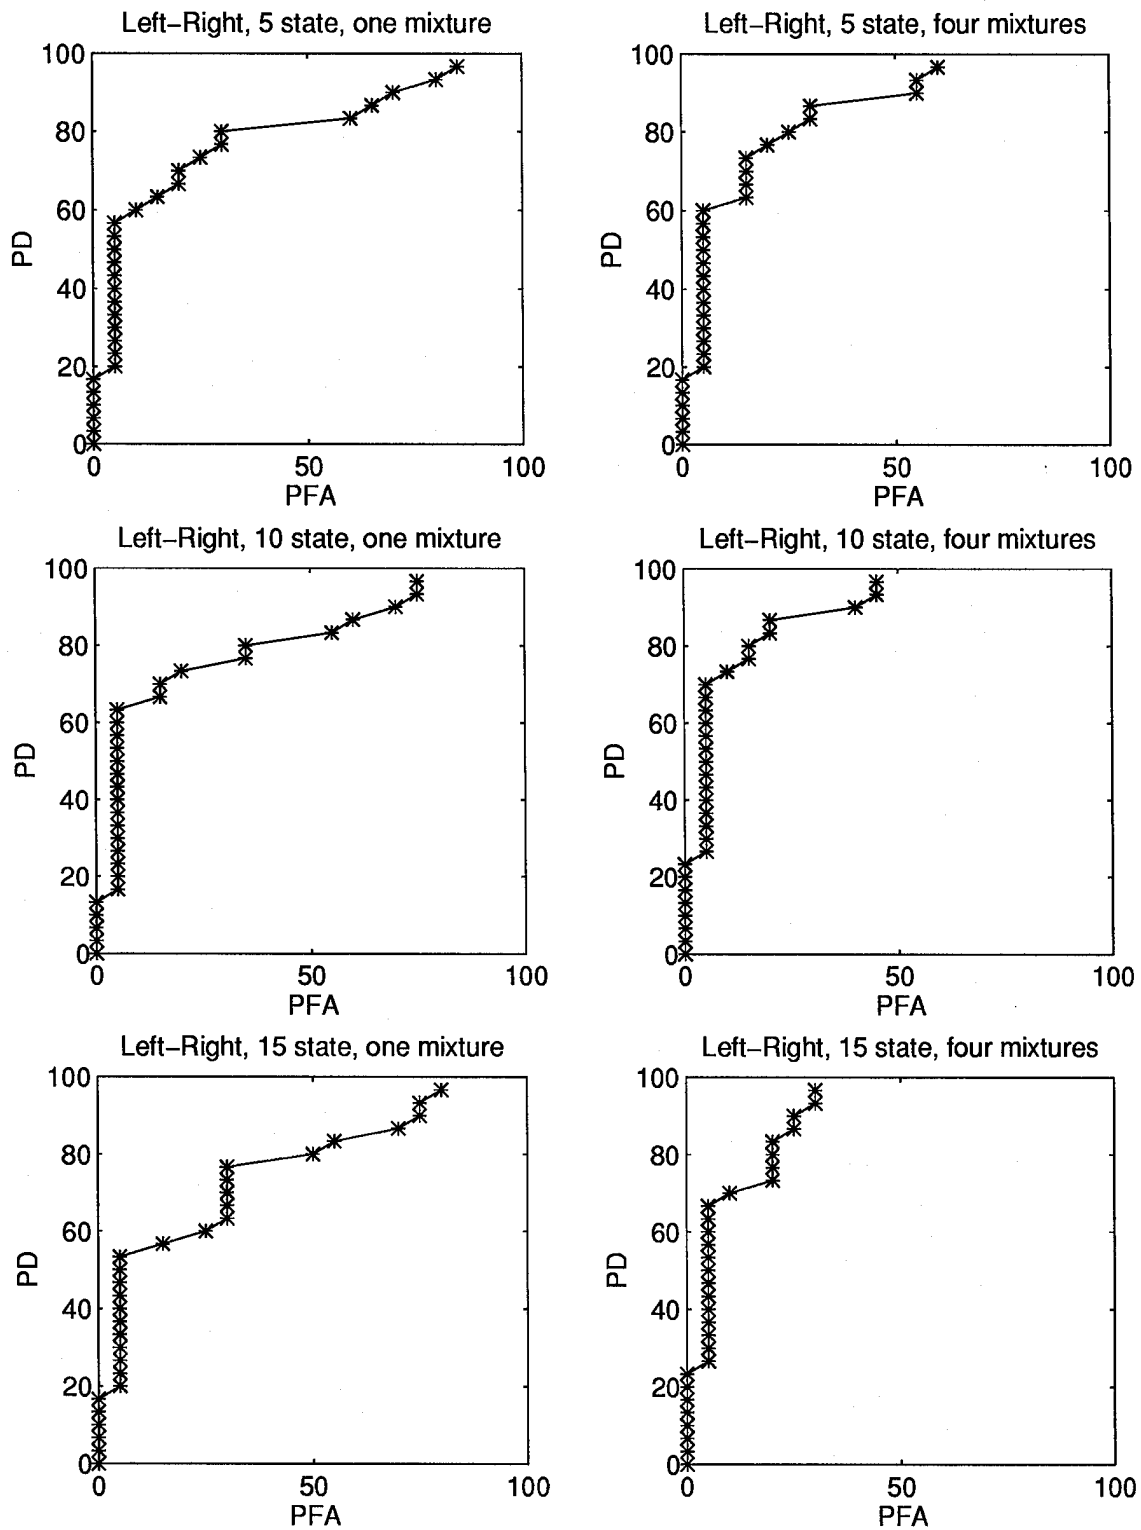 Left–Right, 5 state, one mixture
100
80
60
40
20
0
PD
0 50 100
PFA
Left–Right, 5 state, four mixtures
100
80
60
40
20
0
PD
0 50 100
PFA
Left–Right, 10 state, one mixture
100
80
60
40
20
0
PD
0 50 100
PFA
Left–Right, 10 state, four mixtures
100
80
60
40
20
0
PD
0 50 100
PFA
Left–Right, 15 state, one mixture
100
80
60
40
20
0
PD
0 50 100
PFA
Left–Right, 15 state, four mixtures
100
80
60
40
20
0
PD
0 50 100
PFA